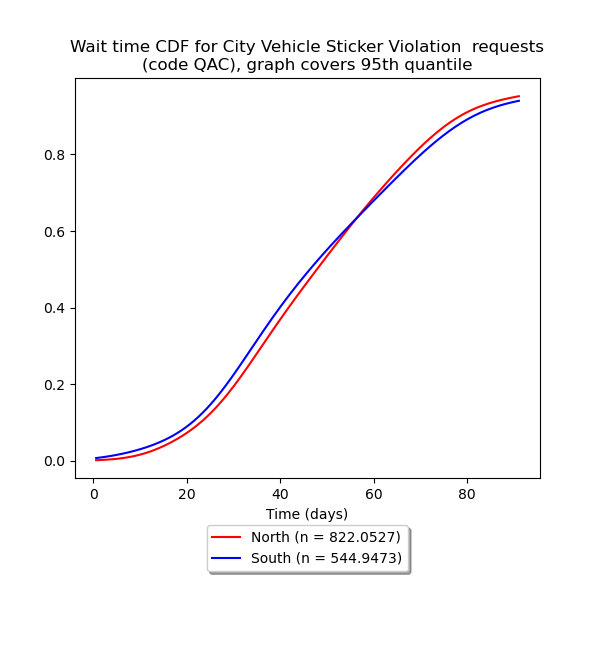 Wait time CDF for City Vehicle Sticker Violation  requests
(code QAC), graph covers 95th quantile
0.8
0.6
0.4
0.2
0.0
0 20 40 60 80
Time (days)
North (n = 822.0527)
South (n = 544.9473)